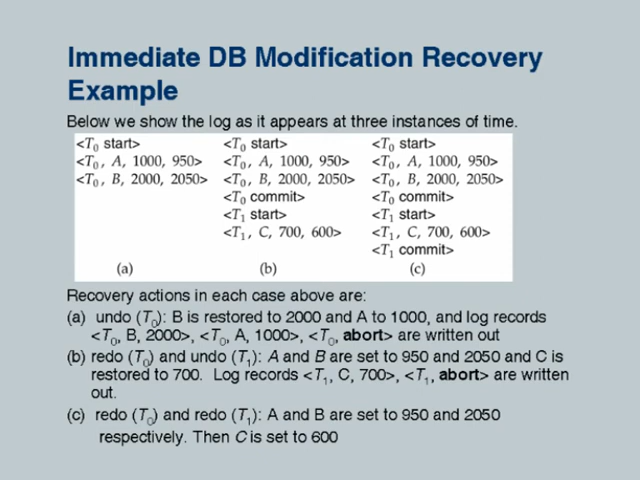 Immediate DB Modification Recovery
Example
Below we show the log as it appears at three instances of time.
<T0 start> <T0 start> <T0 start>
<T0, A, 1000, 950> <T0, A, 1000, 950> <T0, A, 1000, 950>
<T0, B, 2000, 2050> <T0, B, 2000, 2050> <T0, B, 2000, 2050>
<T0 commit> <T0 commit>
<T1 start> <T1 start>
<T1, C, 700, 600> <T1, C, 700, 600>
<T1 commit>
(a) (b) (c)
Recovery actions in each case above are:
(a) undo (T0): B is restored to 2000 and A to 1000, and log records
<T0, B, 2000>, <T0, A, 1000>, <T0, abort> are written out
(b) redo (T0) and undo (T1): A and B are set to 950 and 2050 and C is
restored to 700. Log records <T1, C, 700>, <T1, abort> are written
out.
(c) redo (T0) and redo (T1): A and B are set to 950 and 2050
respectively. Then C is set to 600